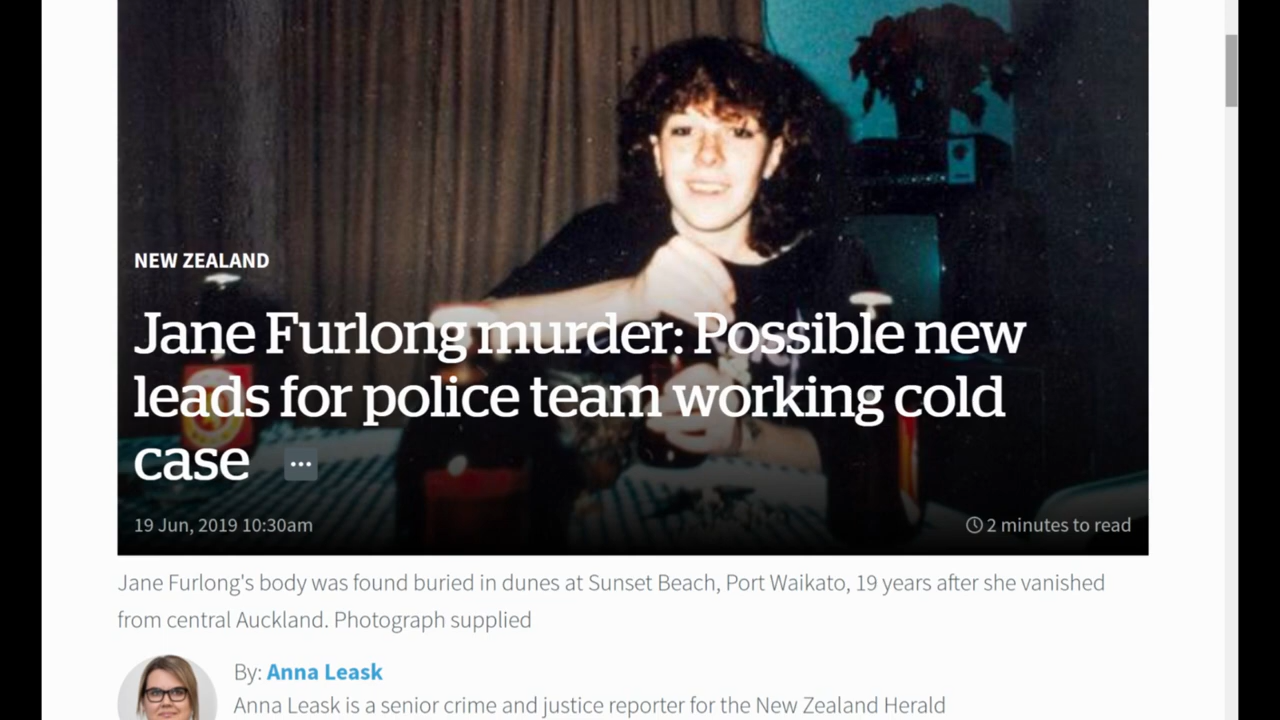 NEW ZEALAND
Jane Furlong murder: Possible new
leads for police team working cold
case
19 Jun, 2019 10:30am
2 minutes to read
Jane Furlong's body was found buried in dunes at Sunset Beach, Port Waikato, 19 years after she vanished
from central Auckland. Photograph supplied
By: Anna Leask
Anna Leask is a senior crime and justice reporter for the New Zealand Herald